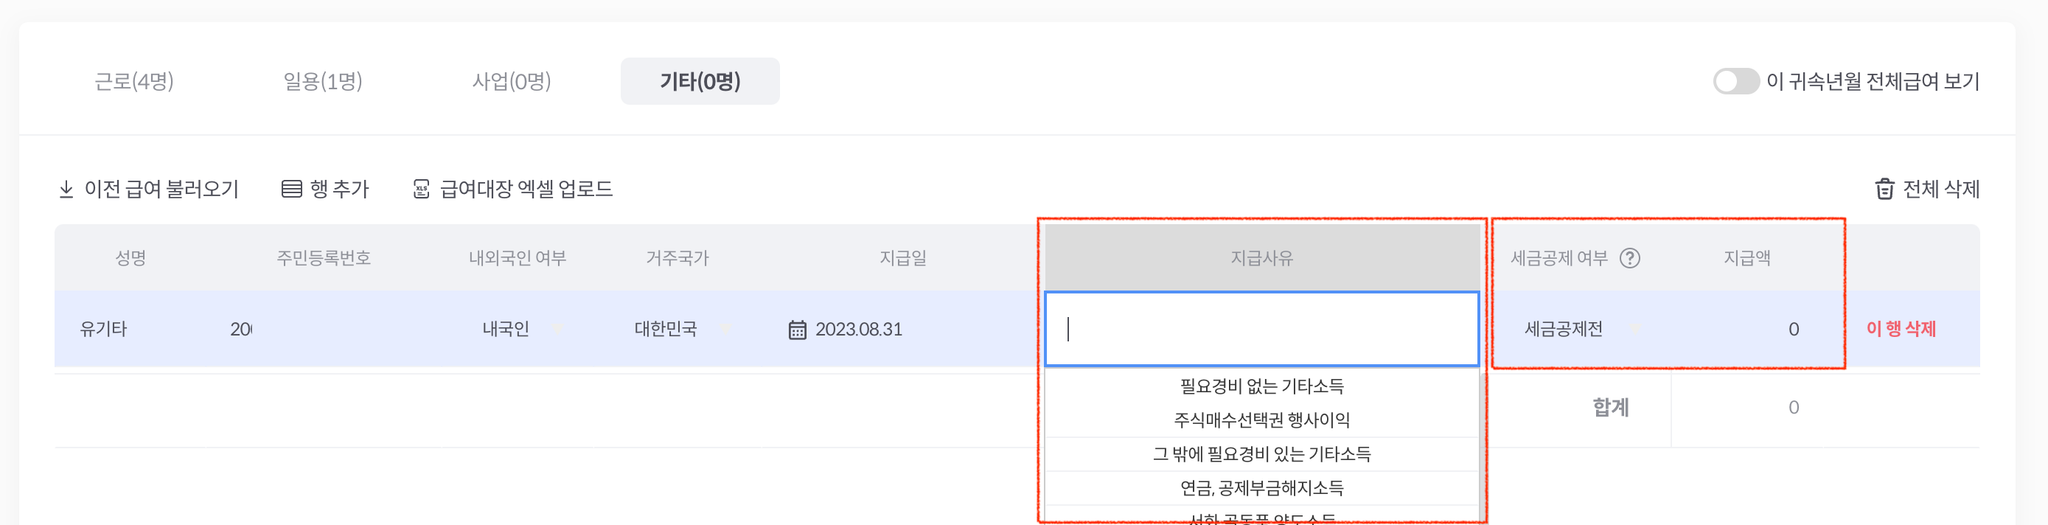 근로(4명) 일용(1명) 사업(0명) 기타(0명) 이 귀속년월 전체급여 보기
이전 급여 불러오기 행 추가 XLS 급여대장 엑셀 업로드 전체 삭제
성명 주민등록번호 내외국인 여부 거주국가 지급일 지급사유 세금공제 여부 ? 지급액
유기타 20 내국인 대한민국 2023.08.31 세금공제전 0 이 행 삭제
필요경비 없는 기타소득
합계 0
주식매수선택권 행사이익
그 밖에 필요경비 있는 기타소득
연금, 공제부금해지소득